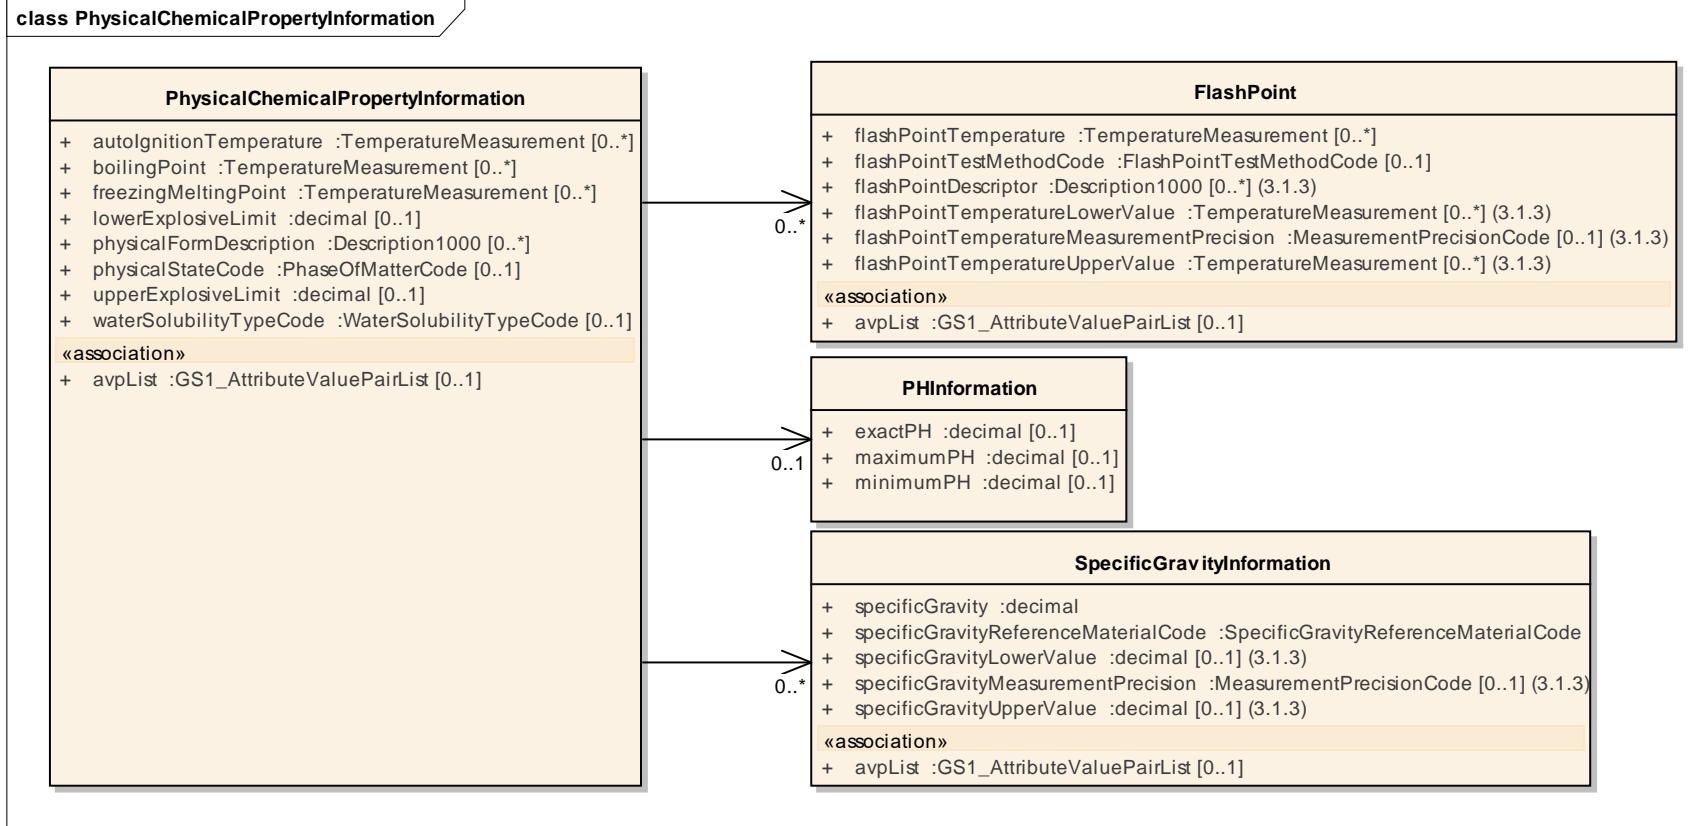 class PhysicalChemicalPropertyInformation
PhysicalChemicalPropertyInformation
+ autoIgnitionTemperature :TemperatureMeasurement [0..*]
+ boilingPoint :TemperatureMeasurement [0..*]
+ freezingMeltingPoint :TemperatureMeasurement [0..*]
+ lowerExplosiveLimit :decimal [0..1]
+ physicalFormDescription :Description1000 [0..*]
+ physicalStateCode :PhaseOfMatterCode [0..1]
+ upperExplosiveLimit :decimal [0..1]
+ waterSolubilityTypeCode :WaterSolubilityTypeCode [0..1]
«association»
+ avpList :GS1_AttributeValuePairList [0..1]
0..*
FlashPoint
+ flashPointTemperature :TemperatureMeasurement [0..*]
+ flashPointTestMethodCode :FlashPointTestMethodCode [0..1]
+ flashPointDescriptor :Description1000 [0..*] (3.1.3)
+ flashPointTemperatureLowerValue :TemperatureMeasurement [0..*] (3.1.3)
+ flashPointTemperatureMeasurementPrecision :MeasurementPrecisionCode [0..1] (3.1.3)
+ flashPointTemperatureUpperValue :TemperatureMeasurement [0..*] (3.1.3)
«association»
+ avpList :GS1_AttributeValuePairList [0..1]
0..1
PHInformation
+ exactPH :decimal [0..1]
+ maximumPH :decimal [0..1]
+ minimumPH :decimal [0..1]
0..*
SpecificGravityInformation
+ specificGravity :decimal
+ specificGravityReferenceMaterialCode :SpecificGravityReferenceMaterialCode
+ specificGravityLowerValue :decimal [0..1] (3.1.3)
+ specificGravityMeasurementPrecision :MeasurementPrecisionCode [0..1] (3.1.3)
+ specificGravityUpperValue :decimal [0..1] (3.1.3)
«association»
+ avpList :GS1_AttributeValuePairList [0..1]